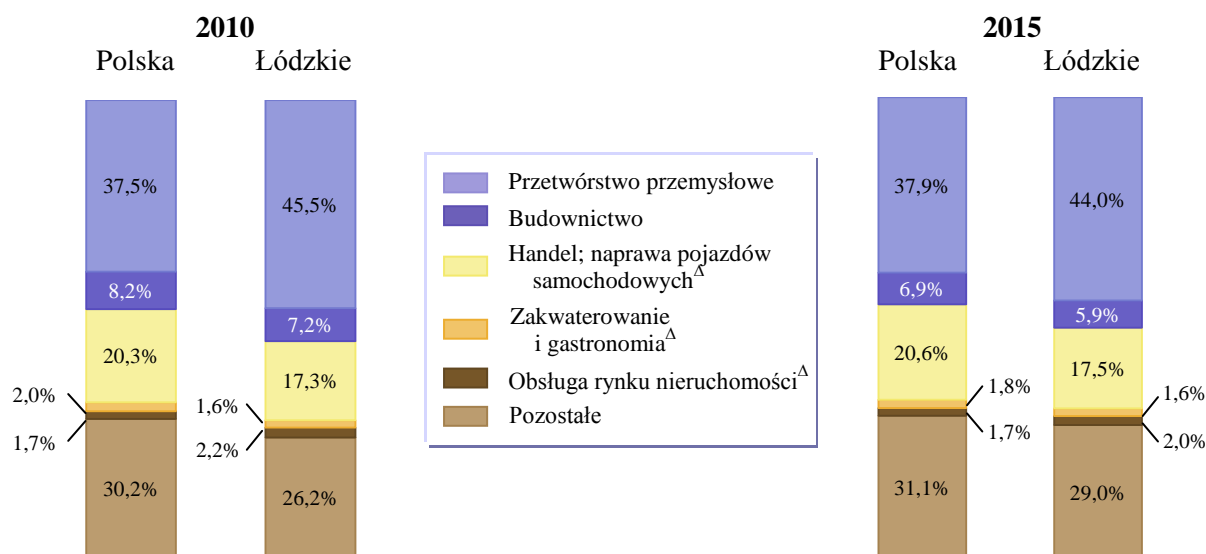 2010
Polska
Łódzkie
37,5%
45,5%
8,2%
7,2%
20,3%
17,3%
2,0%
1,6%
1,7%
2,2%
30,2%
26,2%
Przetwórstwo przemysłowe
Budownictwo
Handel; naprawa pojazdów
samochodowych^Δ
Zakwaterowanie
i gastronomia^Δ
Obsługa rynku nieruchomości^Δ
Pozostałe
2015
Polska
Łódzkie
37,9%
44,0%
6,9%
5,9%
20,6%
17,5%
1,8%
1,6%
1,7%
2,0%
31,1%
29,0%